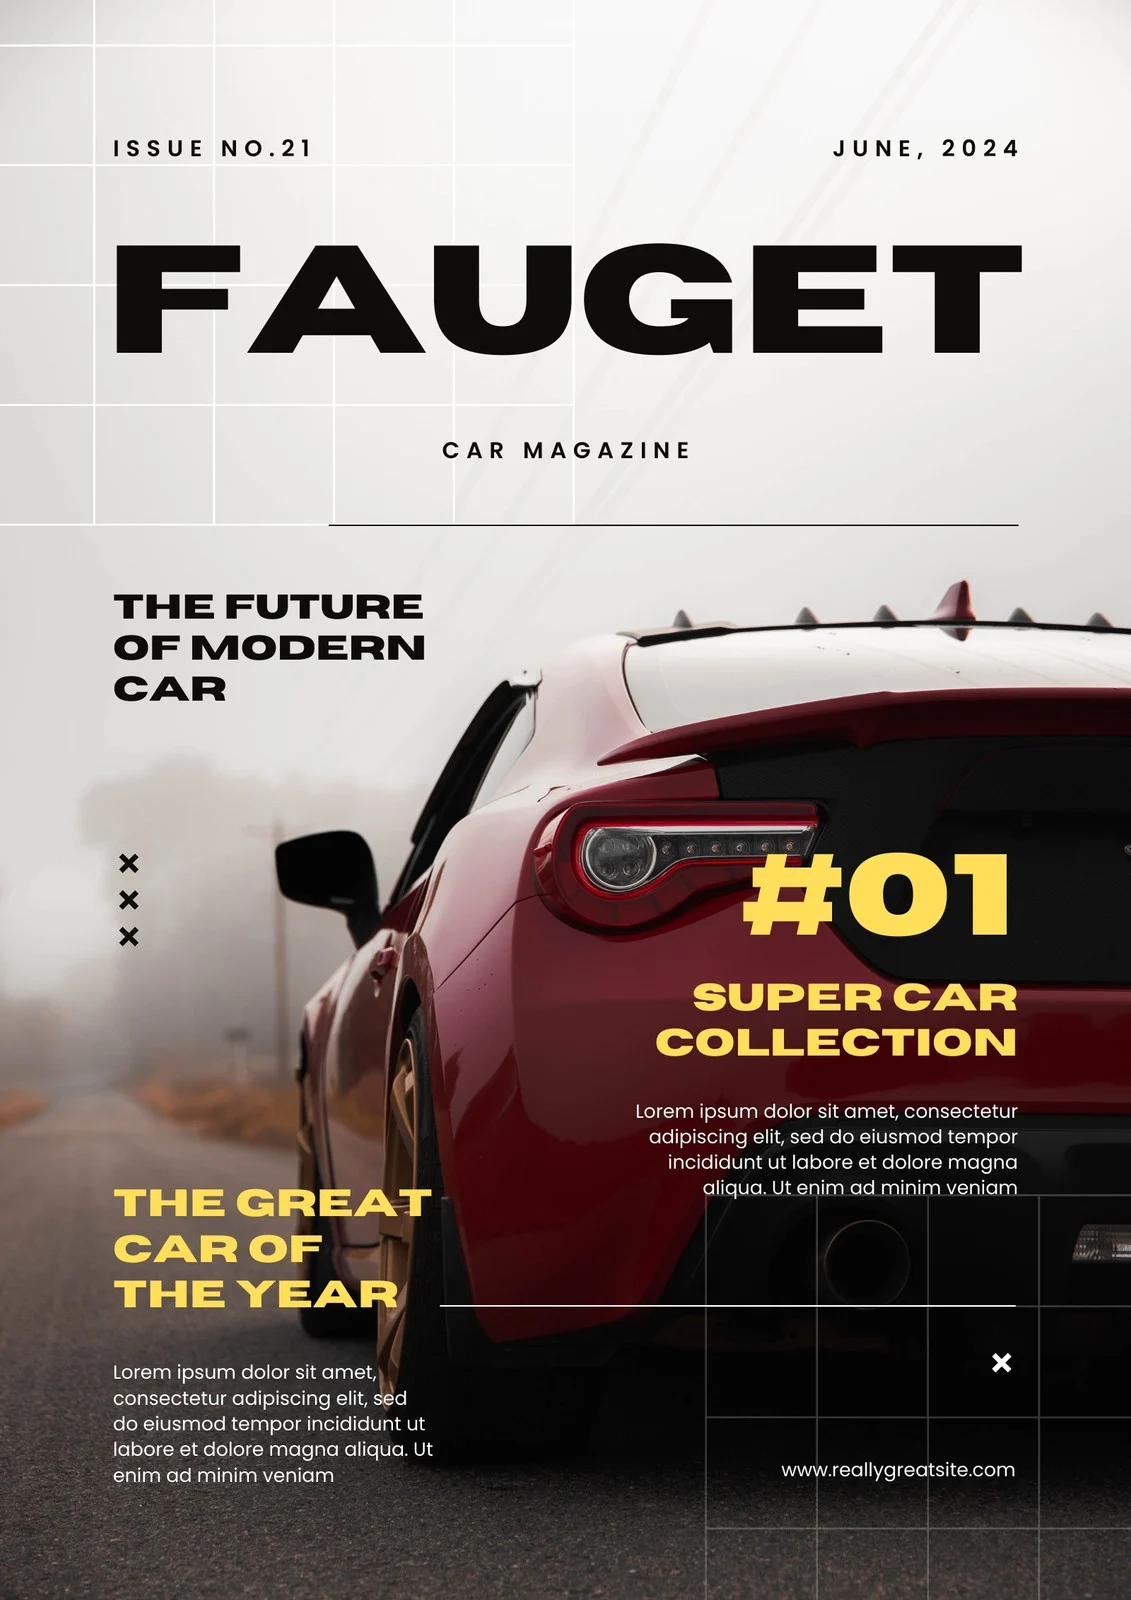 ISSUE NO.21
JUNE, 2024
FAUGET
CAR MAGAZINE
THE FUTURE
OF MODERN
CAR
#01
SUPER CAR
COLLECTION
Lorem ipsum dolor sit amet, consectetur
adipiscing elit, sed do eiusmod tempor
incididunt ut labore et dolore magna
aliqua. Ut enim ad minim veniam
THE GREAT
CAR OF
THE YEAR
Lorem ipsum dolor sit amet,
consectetur adipiscing elit, sed
do eiusmod tempor incididunt ut
labore et dolore magna aliqua. Ut
enim ad minim veniam
www.reallygreatsite.com